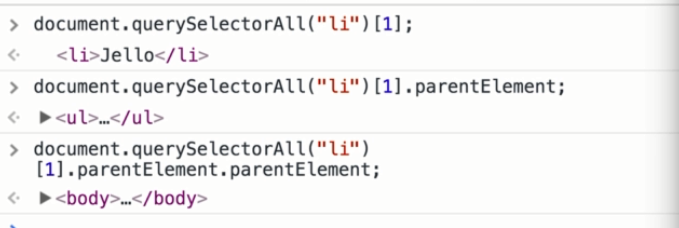 > document.querySelectorAll("li")[1];
<li>Jello</li>
> document.querySelectorAll("li")[1].parentElement;
▶<ul>…</ul>
> document.querySelectorAll("li")
[1].parentElement.parentElement;
▶<body>…</body>